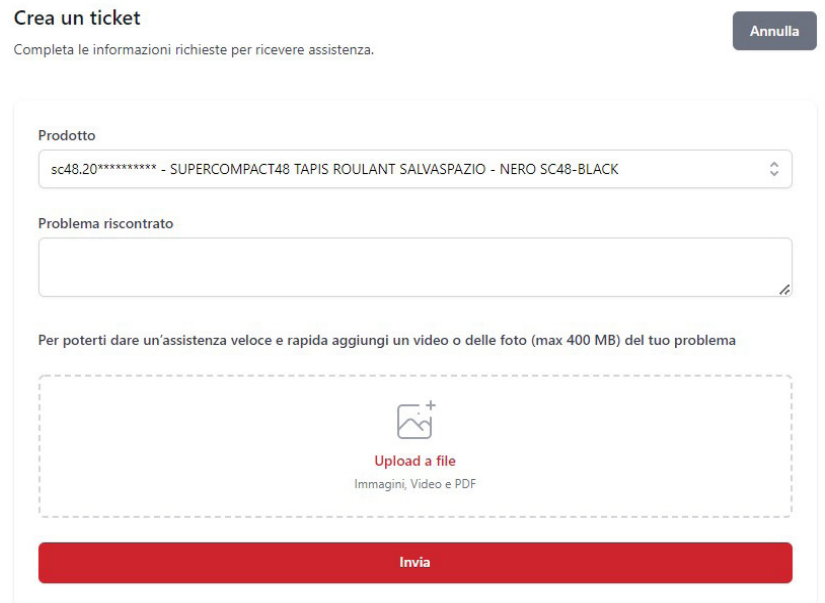 Crea un ticket
Annulla
Completa le informazioni richieste per ricevere assistenza.
Prodotto
sc48.20********** - SUPERCOMPACT48 TAPIS ROULANT SALVASPAZIO - NERO SC48-BLACK
Problema riscontrato
Per poterti dare un'assistenza veloce e rapida aggiungi un video o delle foto (max 400 MB) del tuo problema
Upload a file
Immagini, Video e PDF
Invia